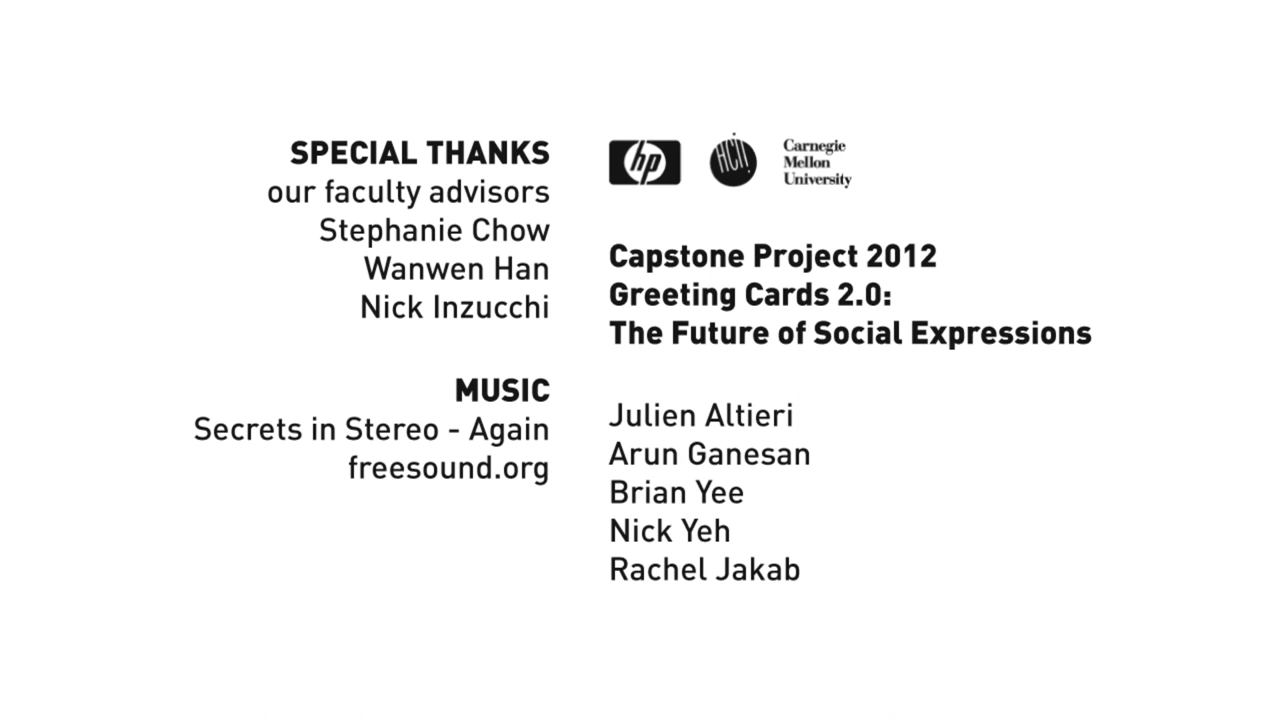 SPECIAL THANKS
our faculty advisors
Stephanie Chow
Wanwen Han
Nick Inzucchi
MUSIC
Secrets in Stereo - Again
freesound.org
hp
HCII
Carnegie
Mellon
University
Capstone Project 2012
Greeting Cards 2.0:
The Future of Social Expressions
Julien Altieri
Arun Ganesan
Brian Yee
Nick Yeh
Rachel Jakab